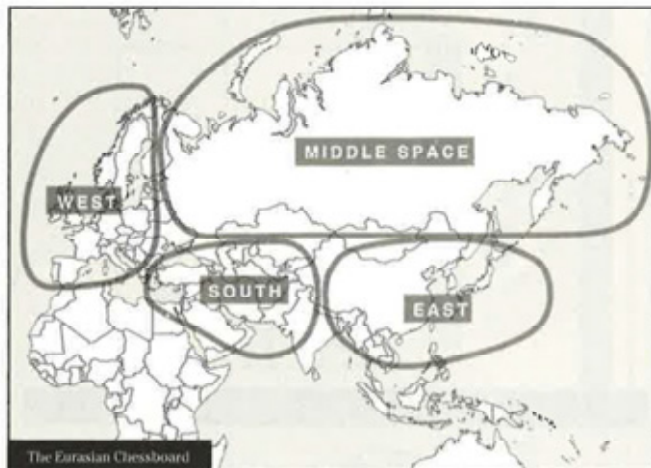 MIDDLE SPACE
WEST
SOUTH
EAST
The Eurasian Chessboard